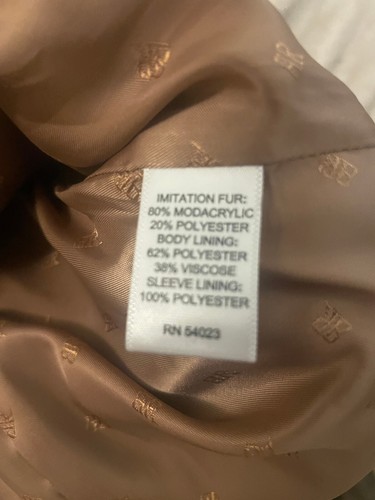 IMITATION FUR:
80% MODACRYLIC
20% POLYESTER
BODY LINING:
62% POLYESTER
38% VISCOSE
SLEEVE LINING:
100% POLYESTER
RN 54023